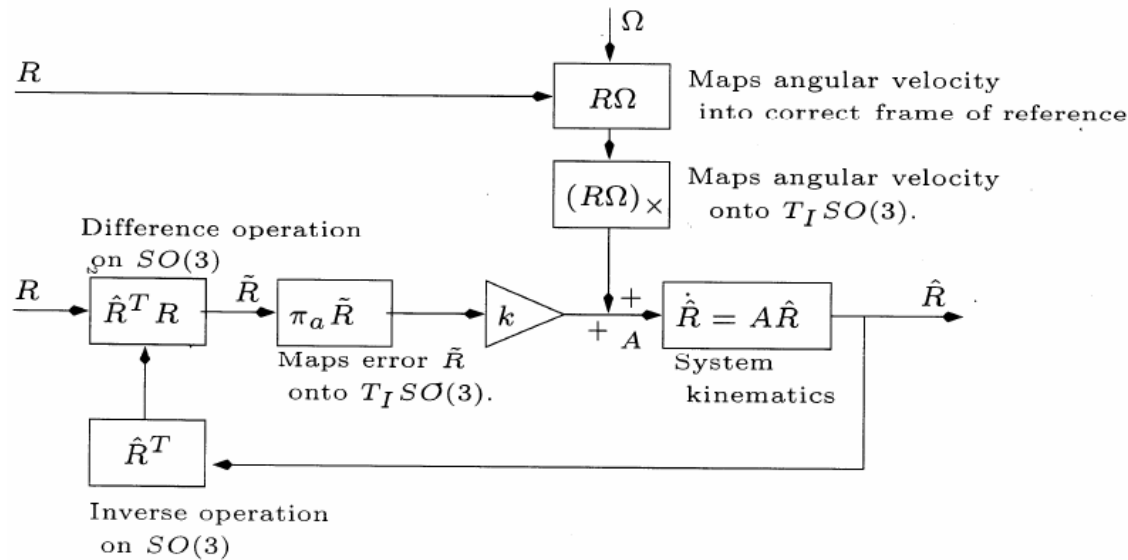 Ω
R
RΩ
Maps angular velocity
into correct frame of reference
(RΩ)×
Maps angular velocity
onto T_I SO(3).
Difference operation
on SO(3)
R
R̂^T R
R̃
π_a R̃
k
+
+
A
Ṙ̂ = AR̂
R̂
Maps error R̃
onto T_I SO(3).
System
kinematics
R̂^T
Inverse operation
on SO(3)